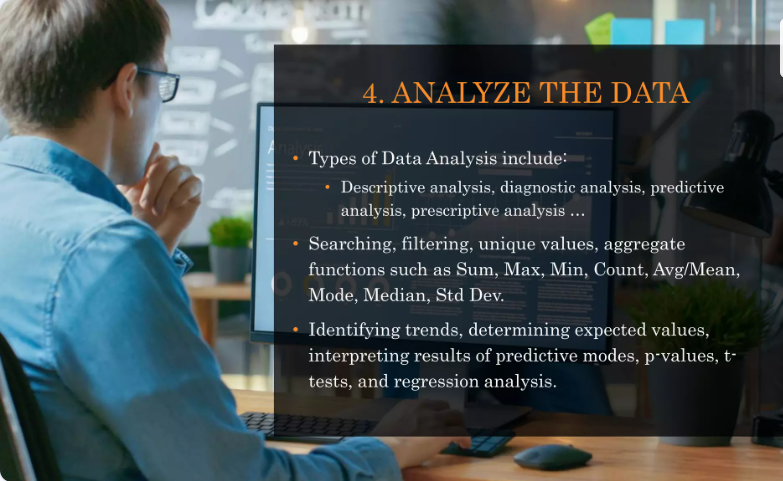 4. ANALYZE THE DATA
• Types of Data Analysis include:
• Descriptive analysis, diagnostic analysis, predictive
analysis, prescriptive analysis …
• Searching, filtering, unique values, aggregate
functions such as Sum, Max, Min, Count, Avg/Mean,
Mode, Median, Std Dev.
• Identifying trends, determining expected values,
interpreting results of predictive modes, p-values, t-
tests, and regression analysis.